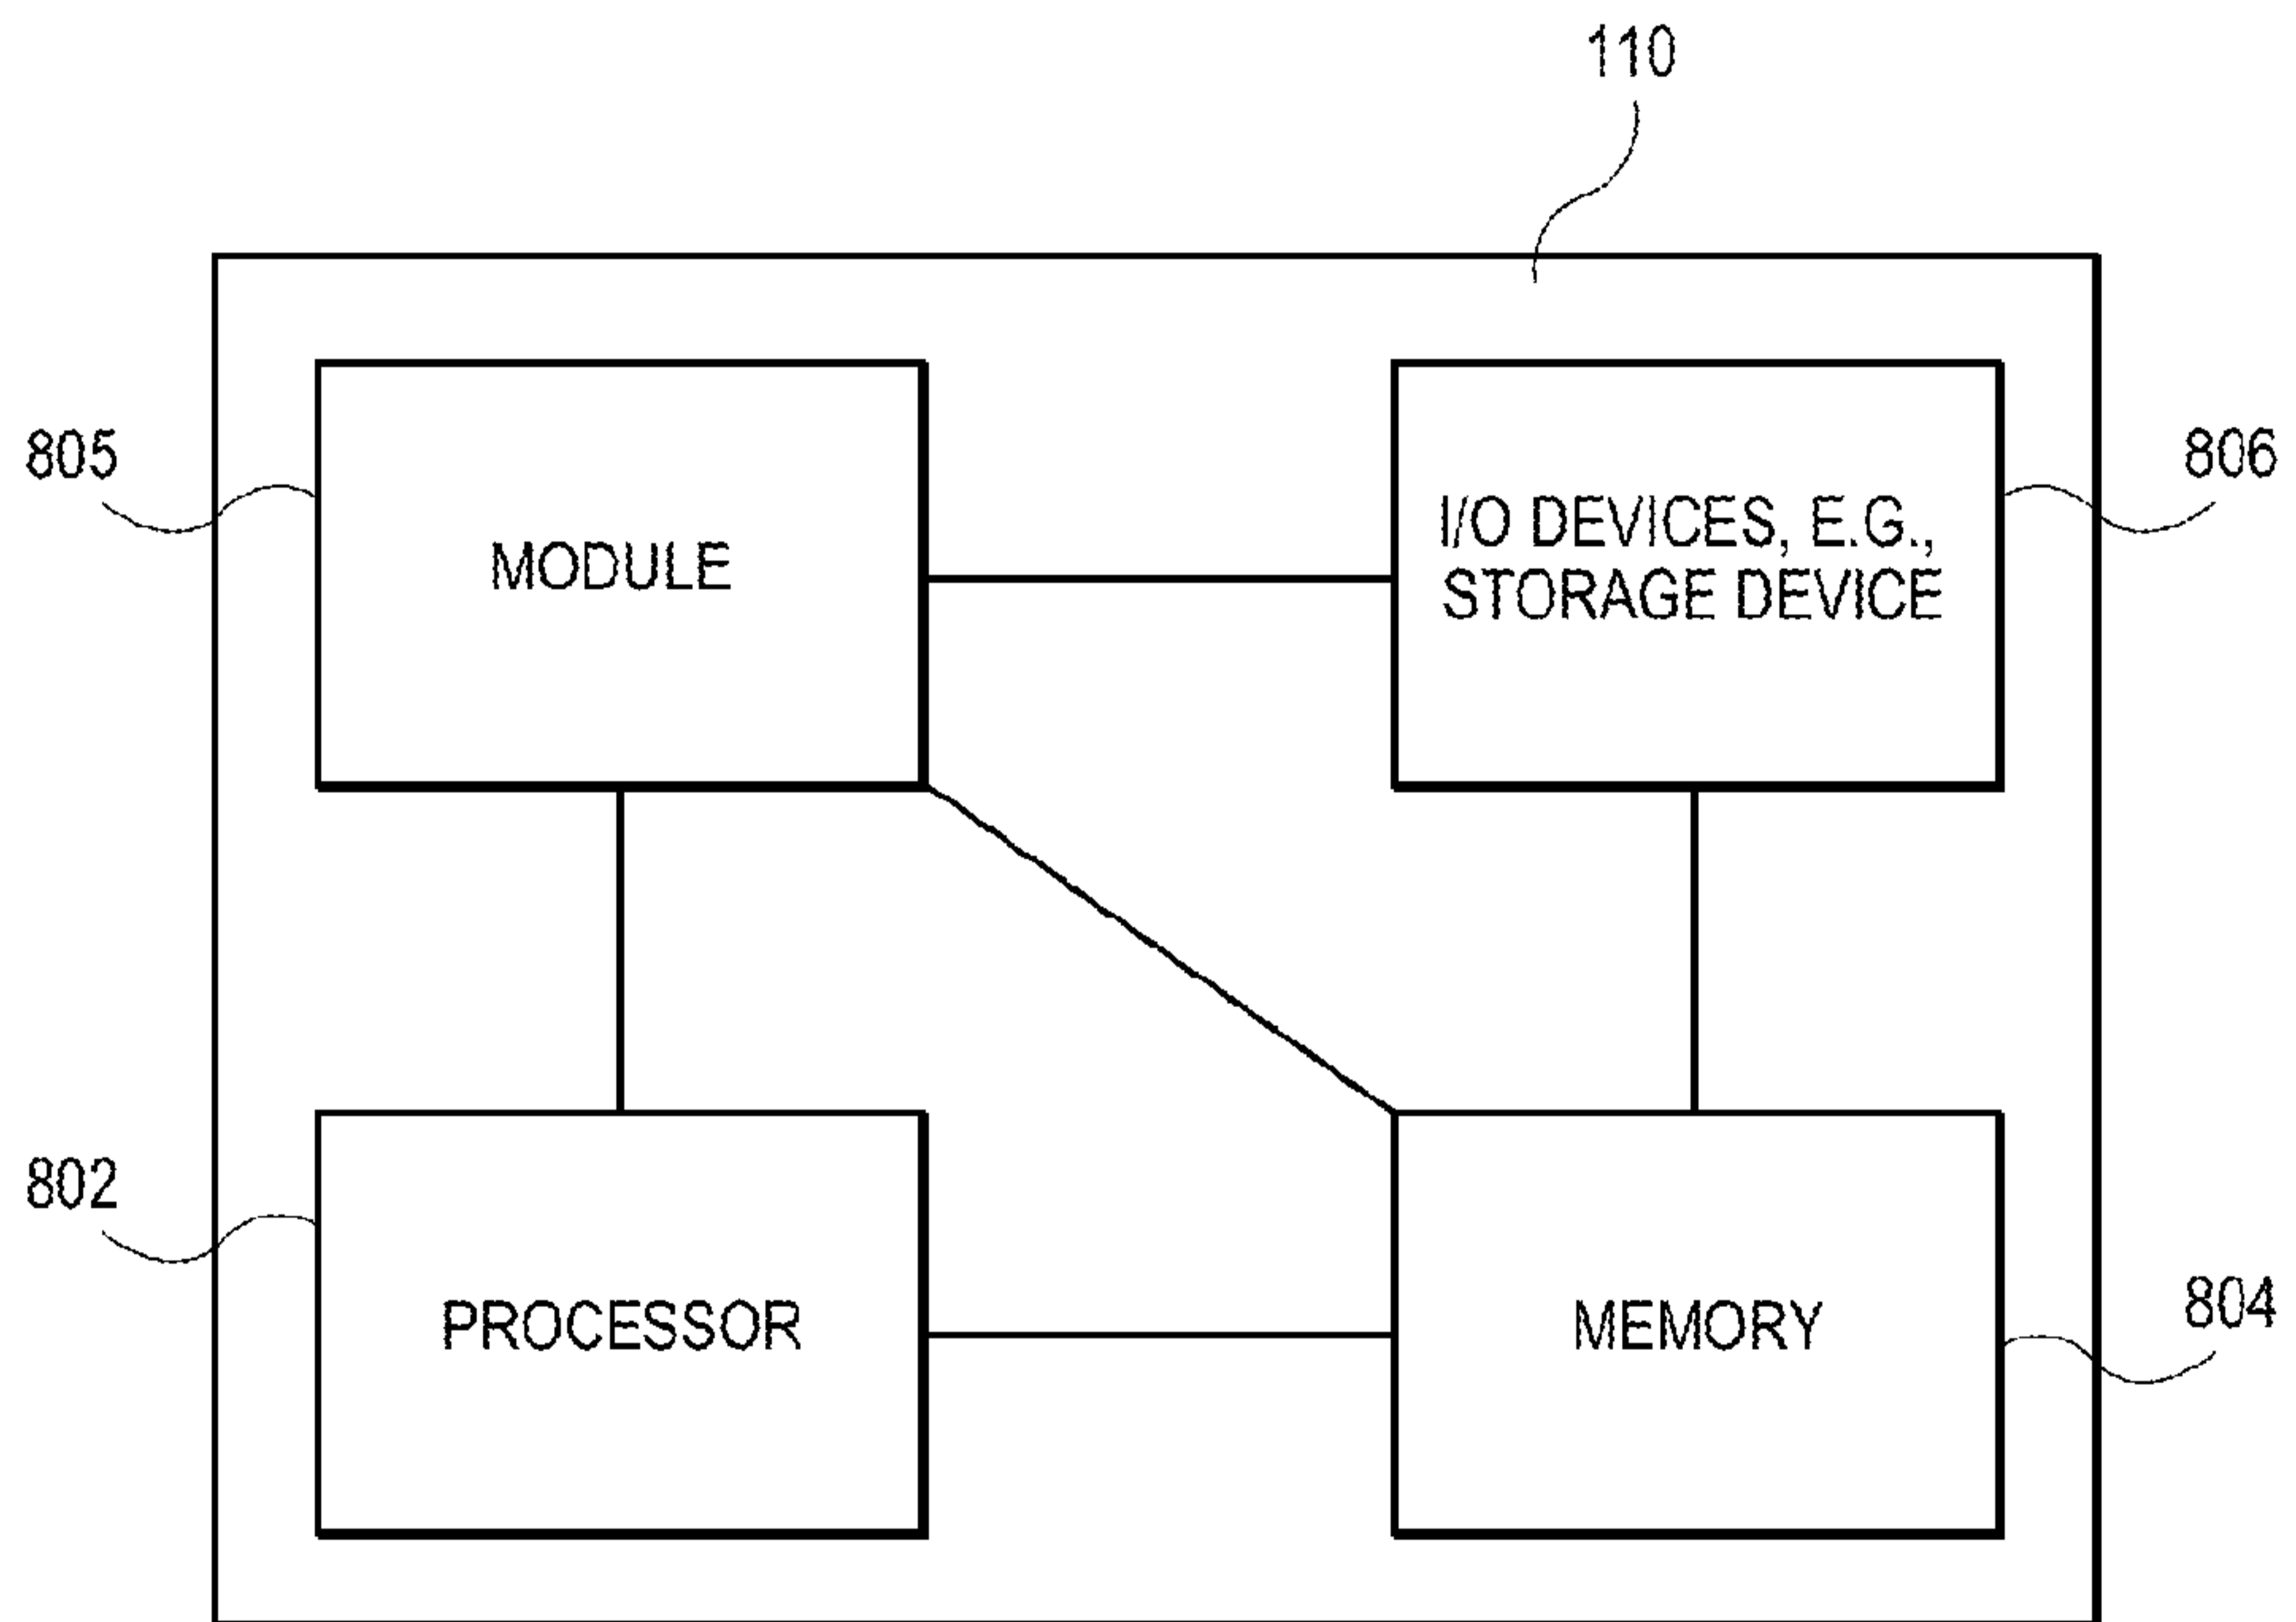 110
805
MODULE
I/O DEVICES, E.G.,
STORAGE DEVICE
806
802
PROCESSOR
MEMORY
804